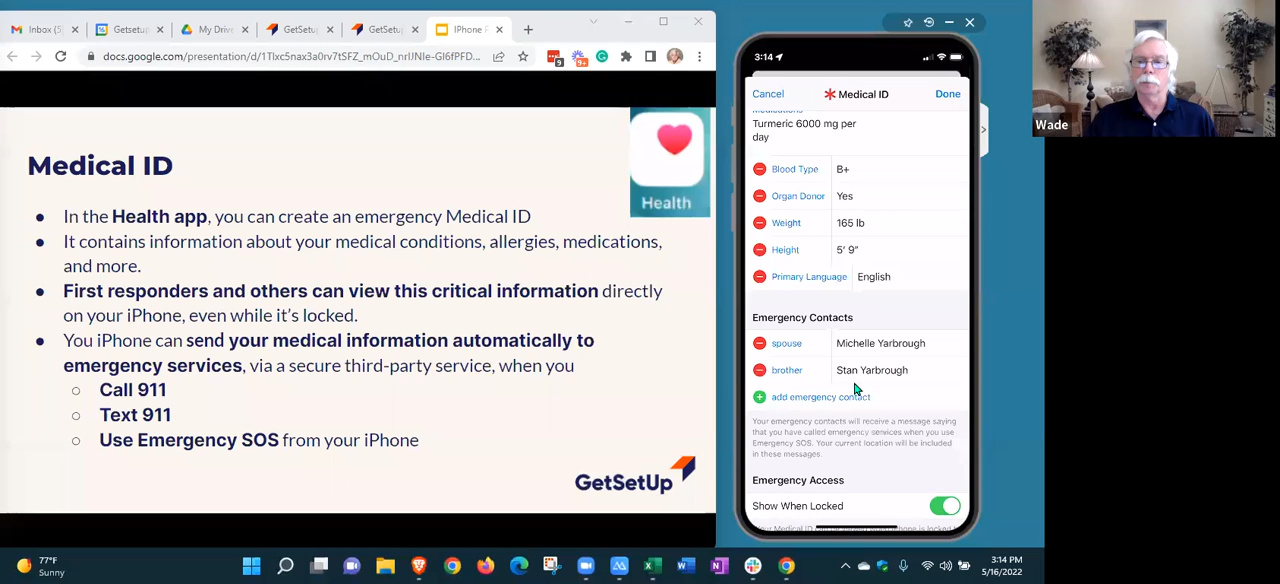 Inbox (5
Getsetu
My Drive
GetSetu
GetSetu
IPhone F
docs.google.com/presentation/d/1Tlxc5nax3a0rv7tSFZ_mOuD_nrlJNle-Gl6fPFD...
9
9+
Medical ID
Health
In the Health app, you can create an emergency Medical ID
It contains information about your medical conditions, allergies, medications,
and more.
First responders and others can view this critical information directly
on your iPhone, even while it's locked.
You iPhone can send your medical information automatically to
emergency services, via a secure third-party service, when you
Call 911
Text 911
Use Emergency SOS from your iPhone
GetSetUp
3:14
Cancel
Medical ID
Done
Medications
Turmeric 6000 mg per
day
Blood Type B+
Organ Donor Yes
Weight 165 lb
Height 5' 9"
Primary Language English
Emergency Contacts
spouse Michelle Yarbrough
brother Stan Yarbrough
add emergency contact
Your emergency contacts will receive a message saying
that you have called emergency services when you use
Emergency SOS. Your current location will be included
in these messages.
Emergency Access
Show When Locked
Wade
77°F
Sunny
3:14 PM
5/16/2022